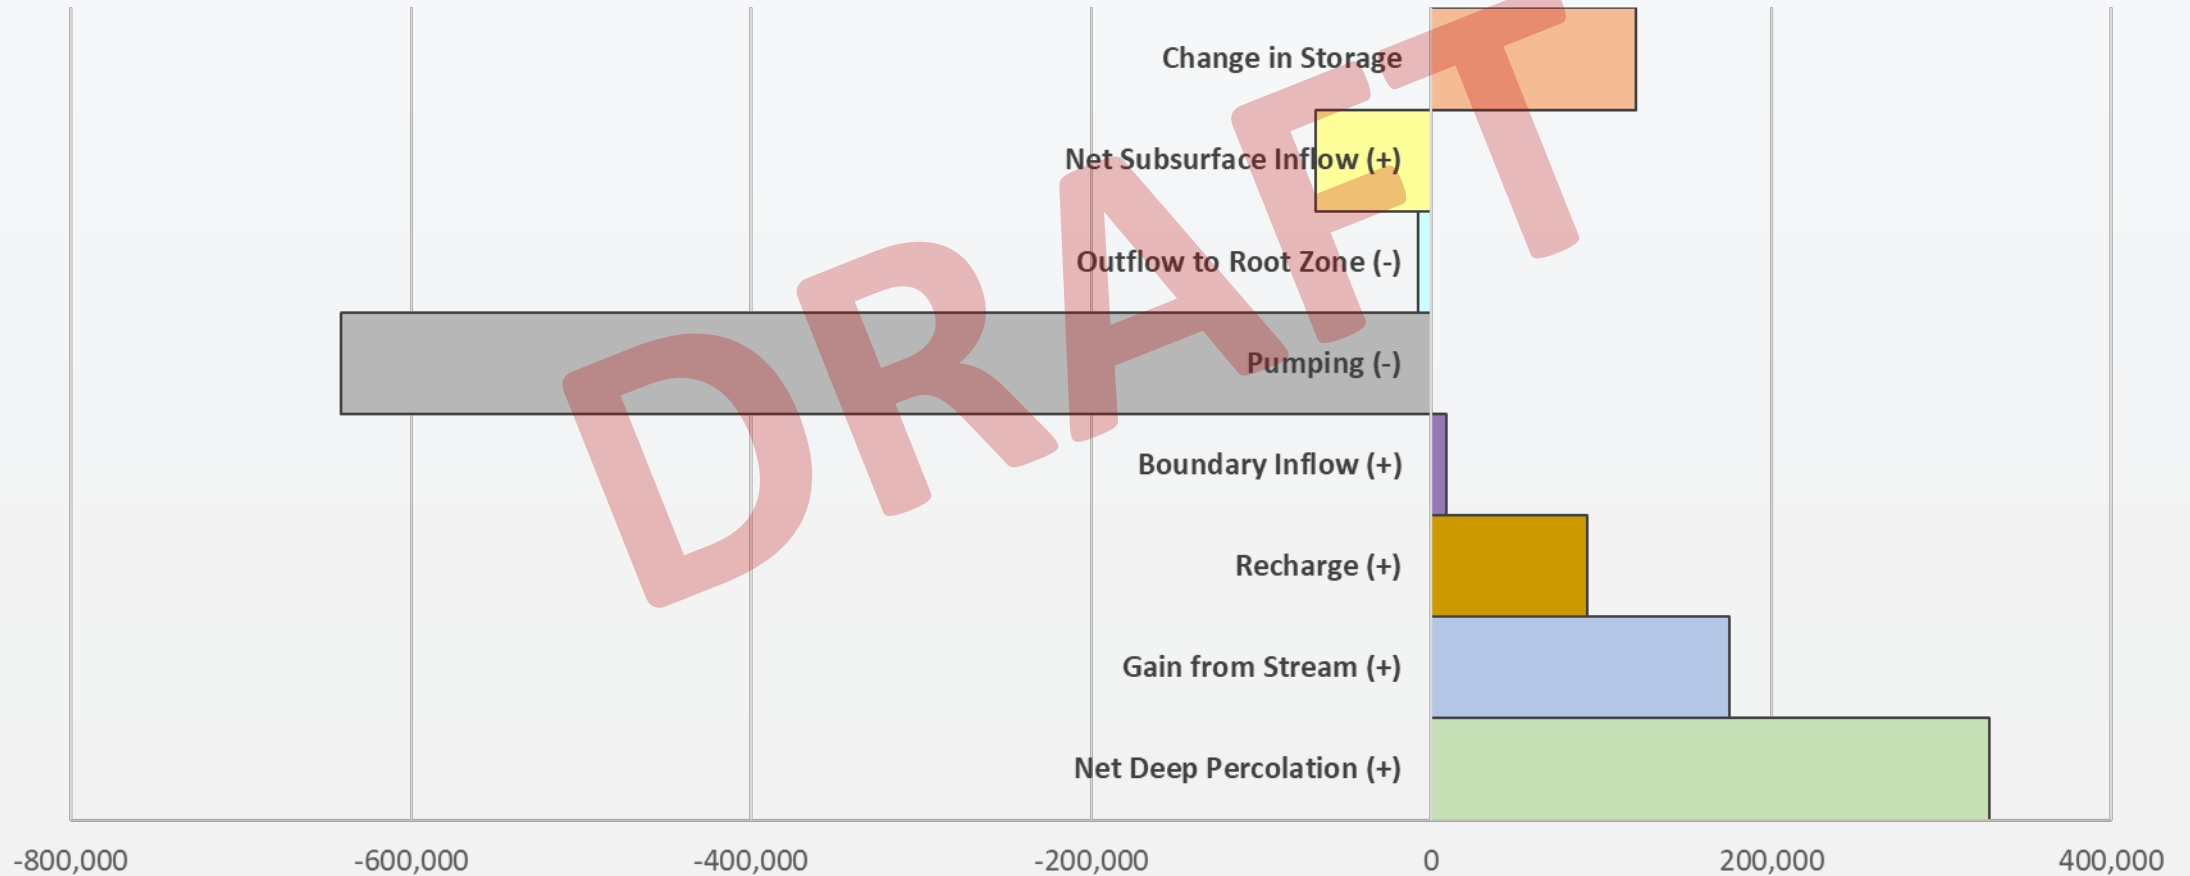 Change in Storage
Net Subsurface Inflow (+)
Outflow to Root Zone (-)
Pumping (-)
Boundary Inflow (+)
Recharge (+)
Gain from Stream (+)
Net Deep Percolation (+)
-800,000 -600,000 -400,000 -200,000 0 200,000 400,000
DRAFT